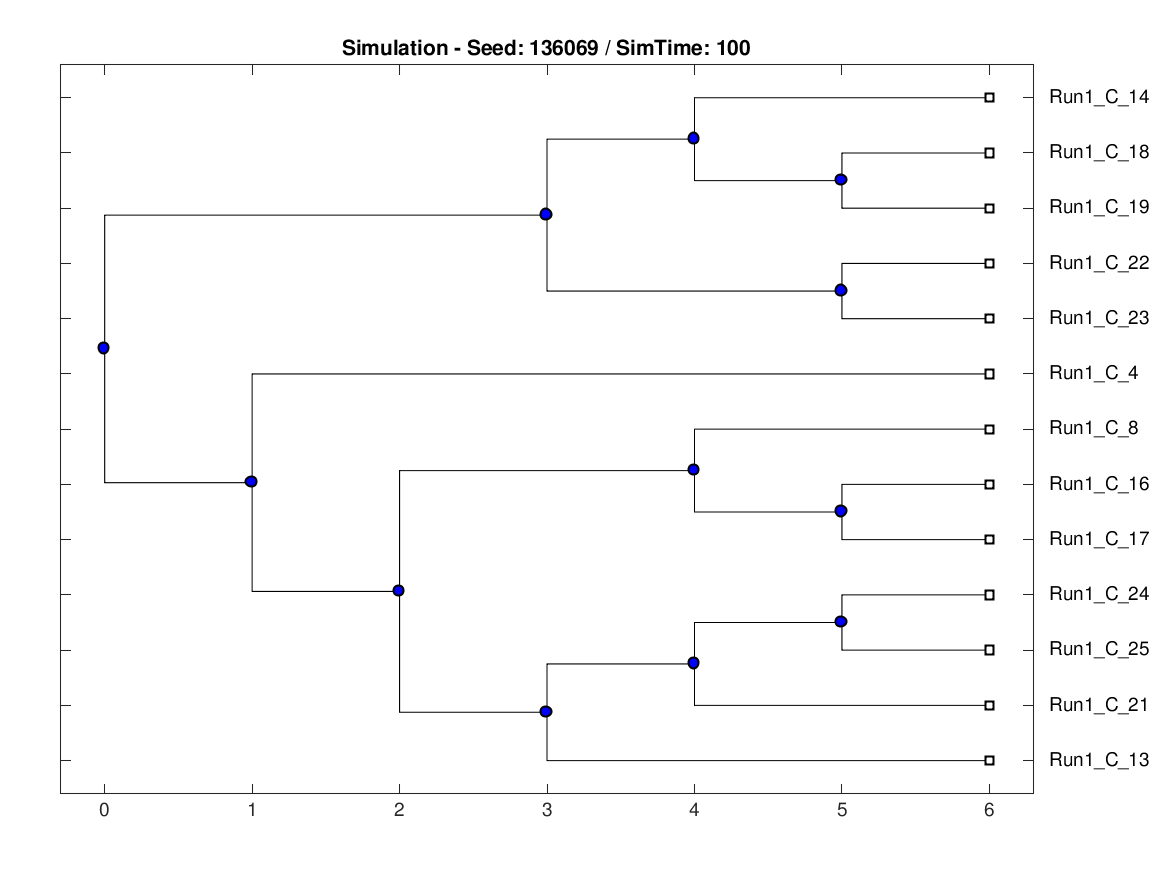 Simulation - Seed: 136069 / SimTime: 100
Run1_C_14
Run1_C_18
Run1_C_19
Run1_C_22
Run1_C_23
Run1_C_4
Run1_C_8
Run1_C_16
Run1_C_17
Run1_C_24
Run1_C_25
Run1_C_21
Run1_C_13
0 1 2 3 4 5 6